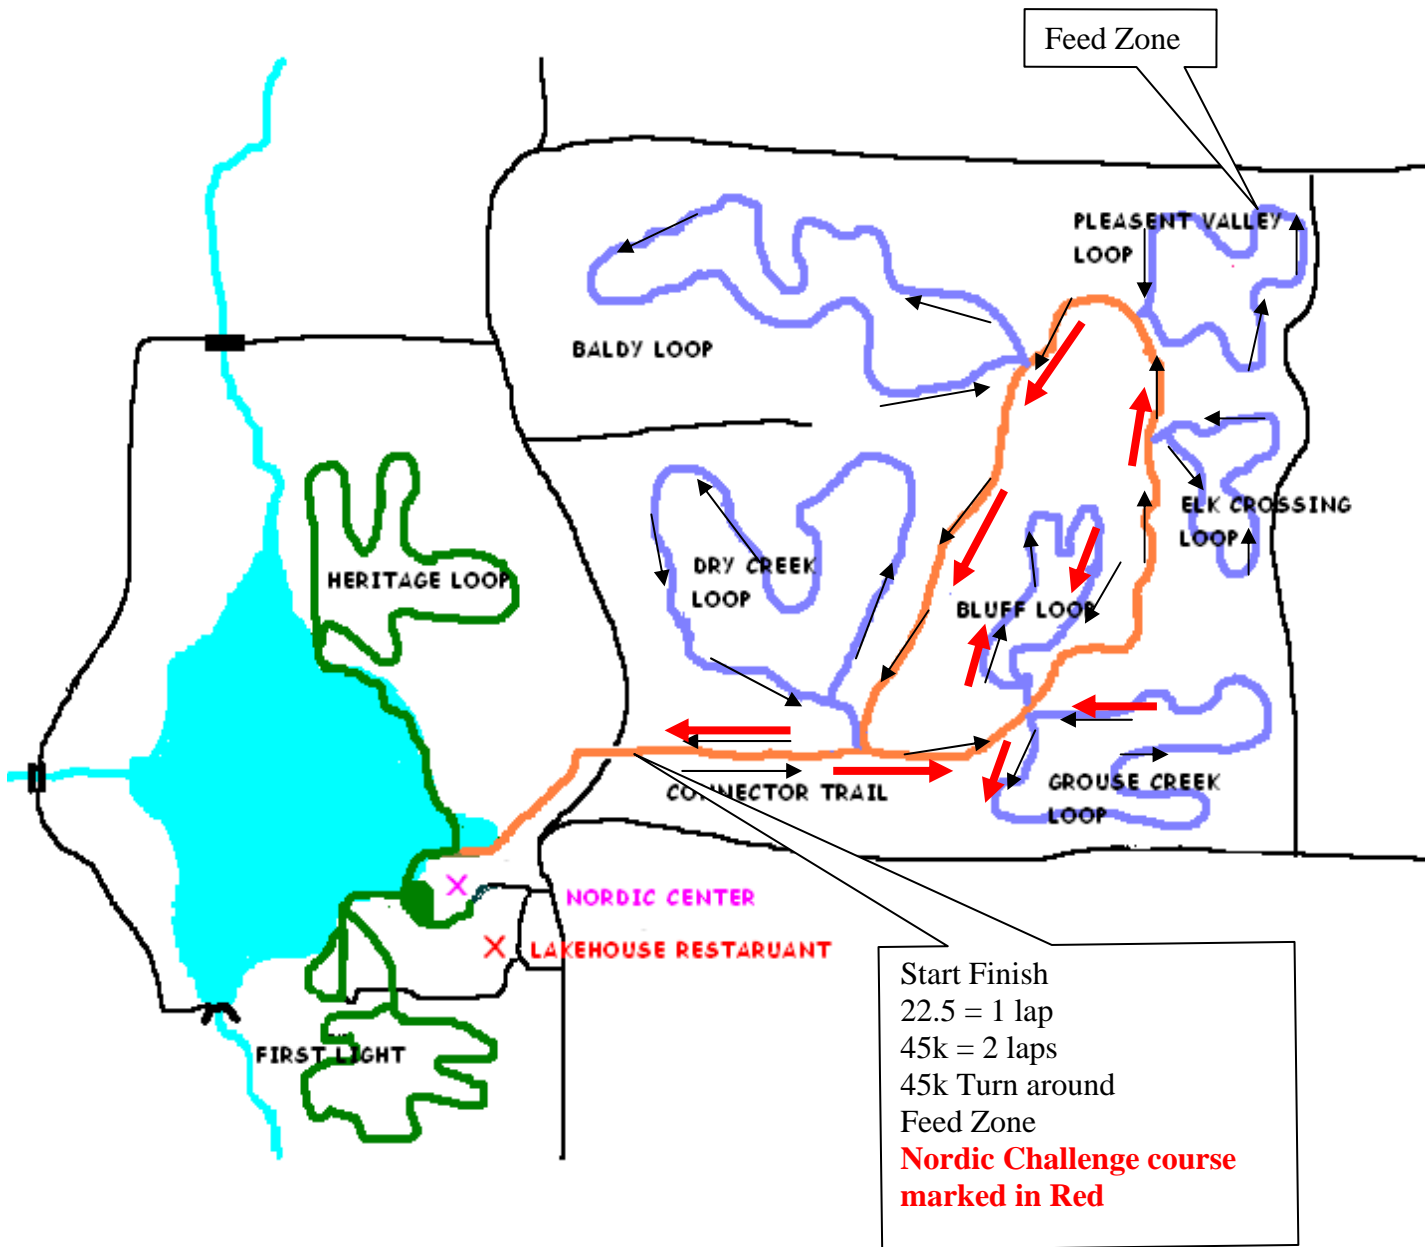 Feed Zone
PLEASENT VALLEY
LOOP
BALDY LOOP
ELK CROSSING
LOOP
DRY CREEK
LOOP
HERITAGE LOOP
BLUFF LOOP
GROUSE CREEK
LOOP
CONNECTOR TRAIL
NORDIC CENTER
LAKEHOUSE RESTARUANT
FIRST LIGHT
Start Finish
22.5 = 1 lap
45k = 2 laps
45k Turn around
Feed Zone
Nordic Challenge course
marked in Red